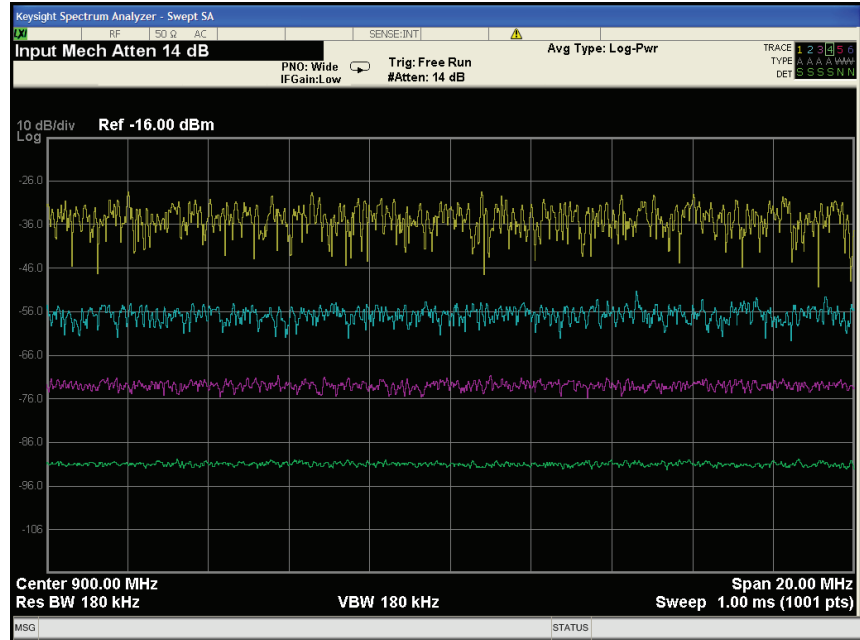 Keysight Spectrum Analyzer - Swept SA
LXI RF 50 Ω AC SENSE:INT
Input Mech Atten 14 dB
PNO: Wide
IFGain:Low
Trig: Free Run
#Atten: 14 dB
Avg Type: Log-Pwr
TRACE 1 2 3 4 5 6
TYPE A A A A W W
DET S S S S N N
10 dB/div Ref -16.00 dBm
Log
-26.0
-36.0
-46.0
-56.0
-66.0
-76.0
-86.0
-96.0
-106
Center 900.00 MHz Span 20.00 MHz
Res BW 180 kHz VBW 180 kHz Sweep 1.00 ms (1001 pts)
MSG STATUS